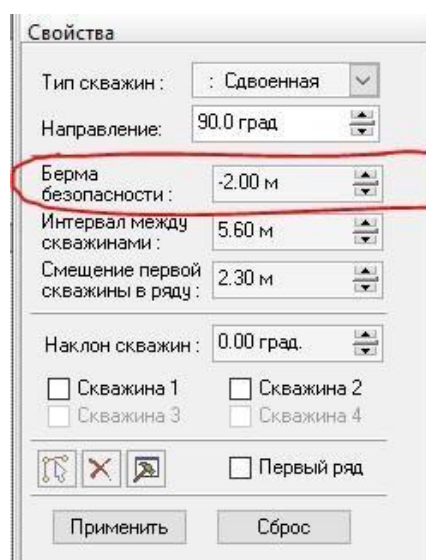 Свойства
Тип скважин : : Сдвоенная
Направление: 90.0 град
Берма
безопасности : -2.00 м
Интервал между
скважинами : 5.60 м
Смещение первой
скважины в ряду : 2.30 м
Наклон скважин : 0.00 град.
Скважина 1 Скважина 2
Скважина 3 Скважина 4
Первый ряд
Применить Сброс